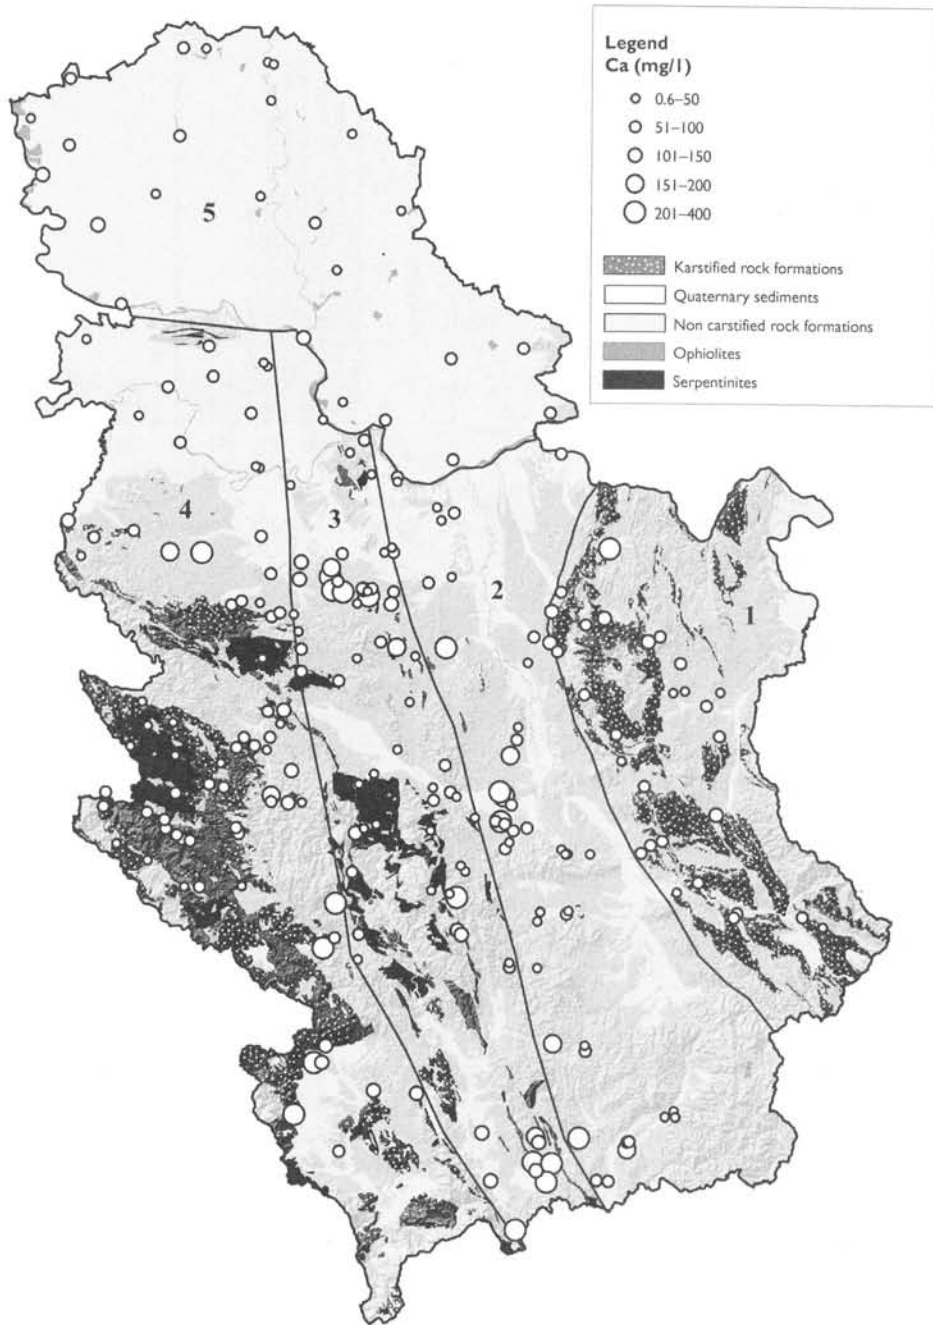 Legend
Ca (mg/l)
0.6–50
51–100
101–150
151–200
201–400
Karstified rock formations
Quaternary sediments
Non carstified rock formations
Ophiolites
Serpentinites
5
4
3
2
1